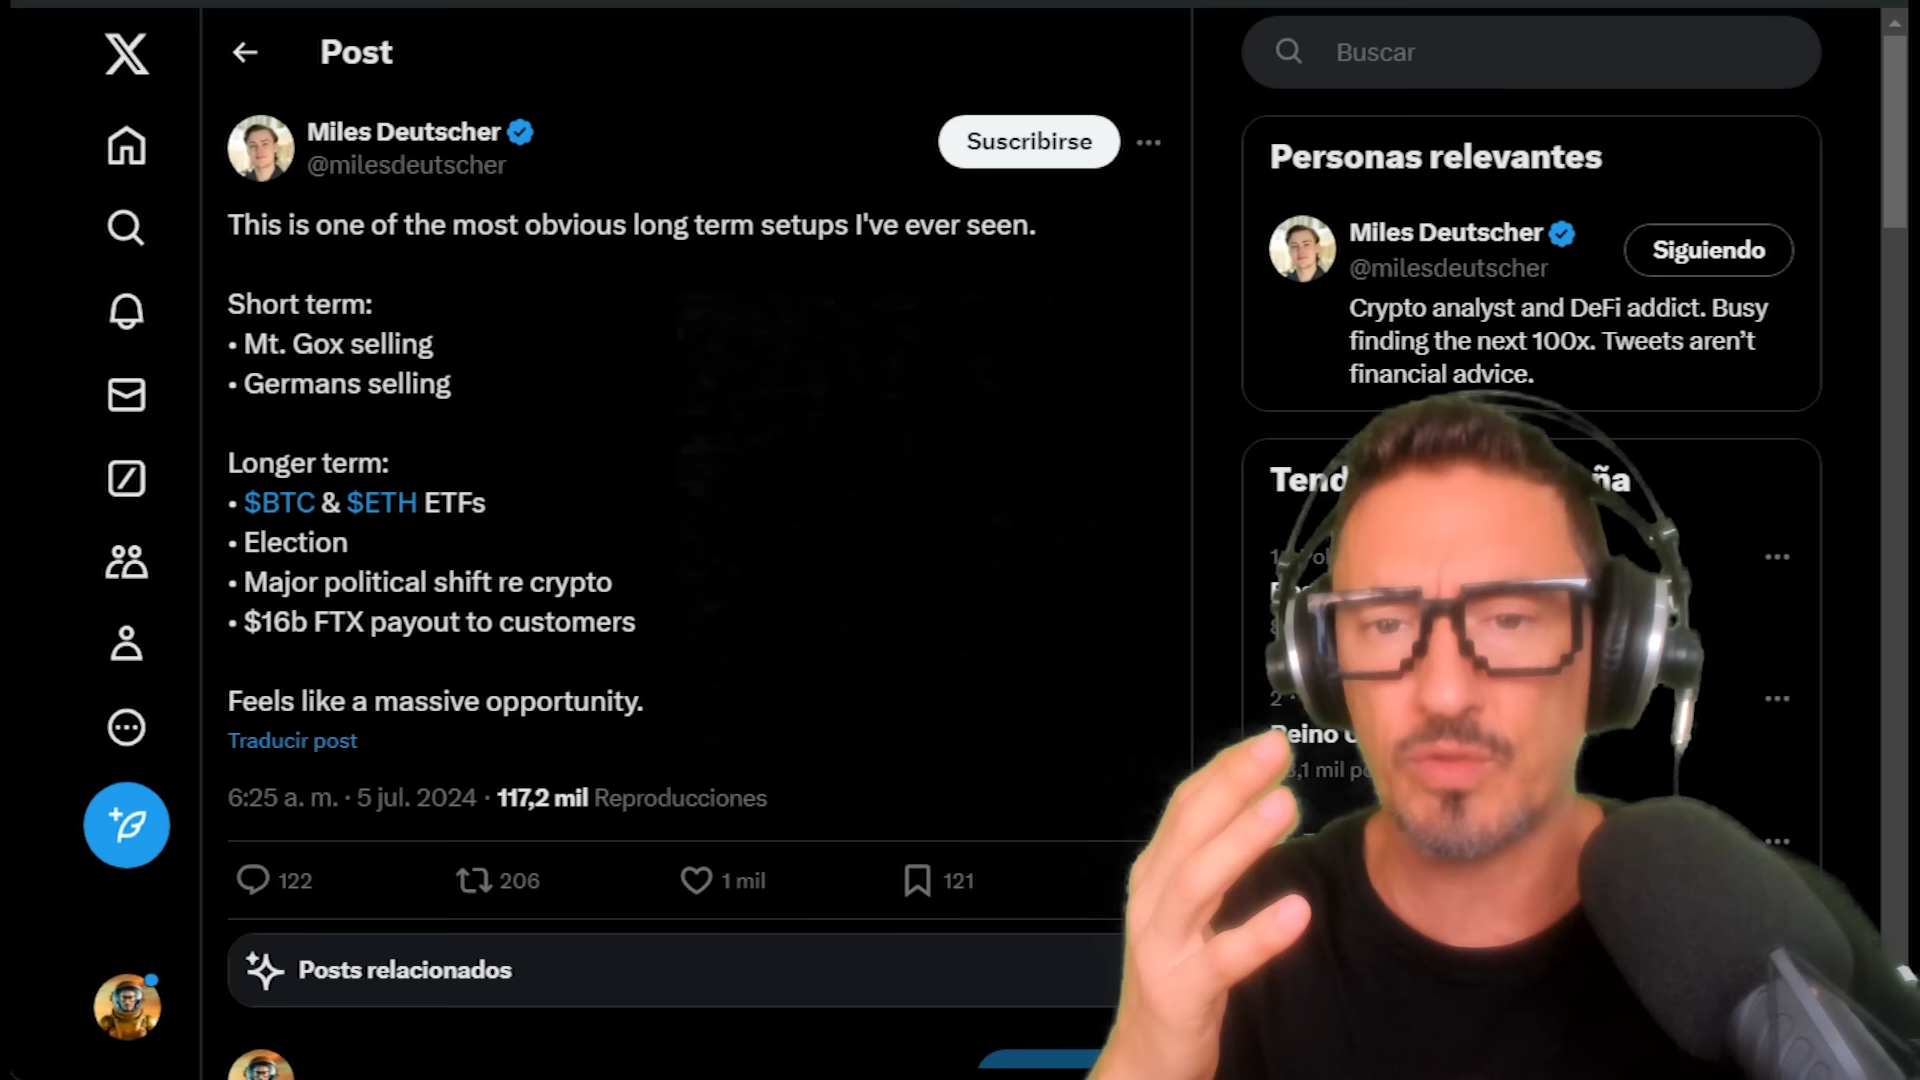 Post
Buscar
Miles Deutscher
@milesdeutscher
Suscribirse
This is one of the most obvious long term setups I've ever seen.
Short term:
• Mt. Gox selling
• Germans selling
Longer term:
• $BTC & $ETH ETFs
• Election
• Major political shift re crypto
• $16b FTX payout to customers
Feels like a massive opportunity.
Traducir post
6:25 a. m. · 5 jul. 2024 · 117,2 mil Reproducciones
122
206
1 mil
121
Posts relacionados
Personas relevantes
Miles Deutscher
@milesdeutscher
Siguiendo
Crypto analyst and DeFi addict. Busy
finding the next 100x. Tweets aren’t
financial advice.